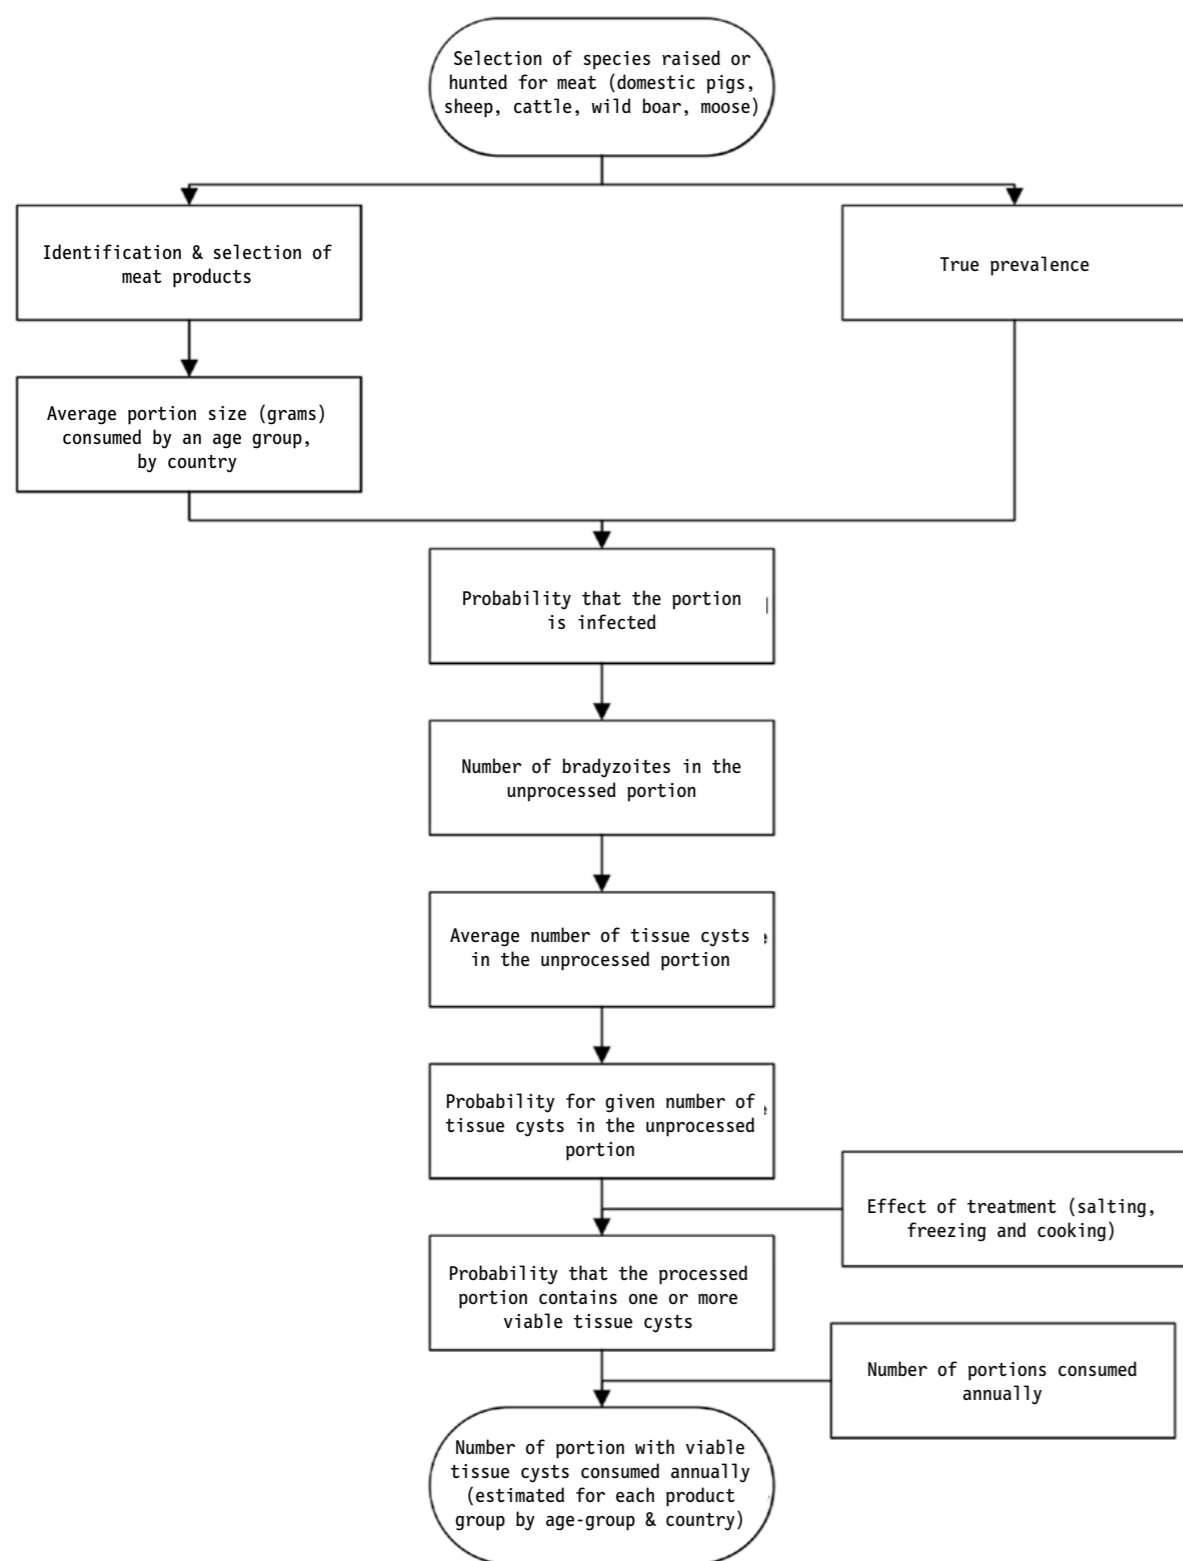 Selection of species raised or
hunted for meat (domestic pigs,
sheep, cattle, wild boar, moose)
Identification & selection of
meat products
True prevalence
Average portion size (grams)
consumed by an age group,
by country
Probability that the portion
is infected
Number of bradyzoites in the
unprocessed portion
Average number of tissue cysts
in the unprocessed portion
Probability for given number of
tissue cysts in the unprocessed
portion
Effect of treatment (salting,
freezing and cooking)
Probability that the processed
portion contains one or more
viable tissue cysts
Number of portions consumed
annually
Number of portion with viable
tissue cysts consumed annually
(estimated for each product
group by age-group & country)